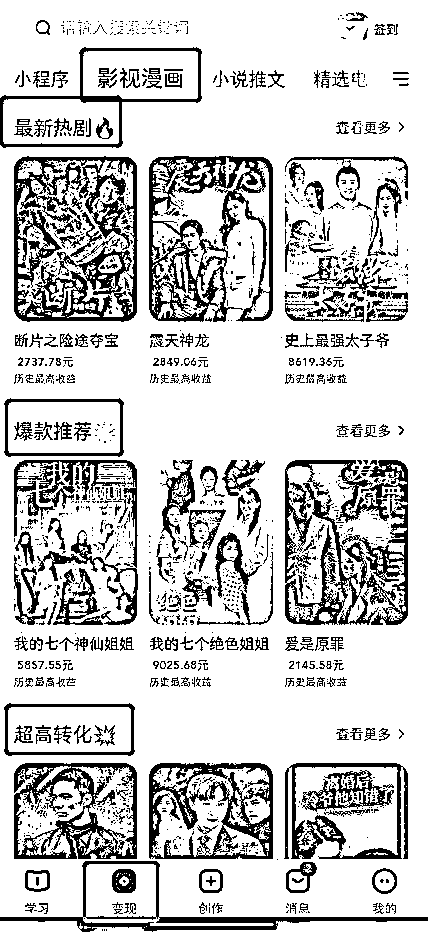 请输入搜索关键词
签到
小程序 影视漫画 小说推文 精选电
最新热剧 查看更多 >
断片之险途夺宝 震天神龙 史上最强太子爷
2737.78元 2849.06元 8619.36元
历史最高收益 历史最高收益 历史最高收益
爆款推荐 查看更多 >
我的七个神仙姐姐 我的七个绝色姐姐 爱是原罪
5857.55元 9025.68元 2145.58元
历史最高收益 历史最高收益 历史最高收益
超高转化 查看更多 >
离婚后
学习 变现 创作 消息 我的